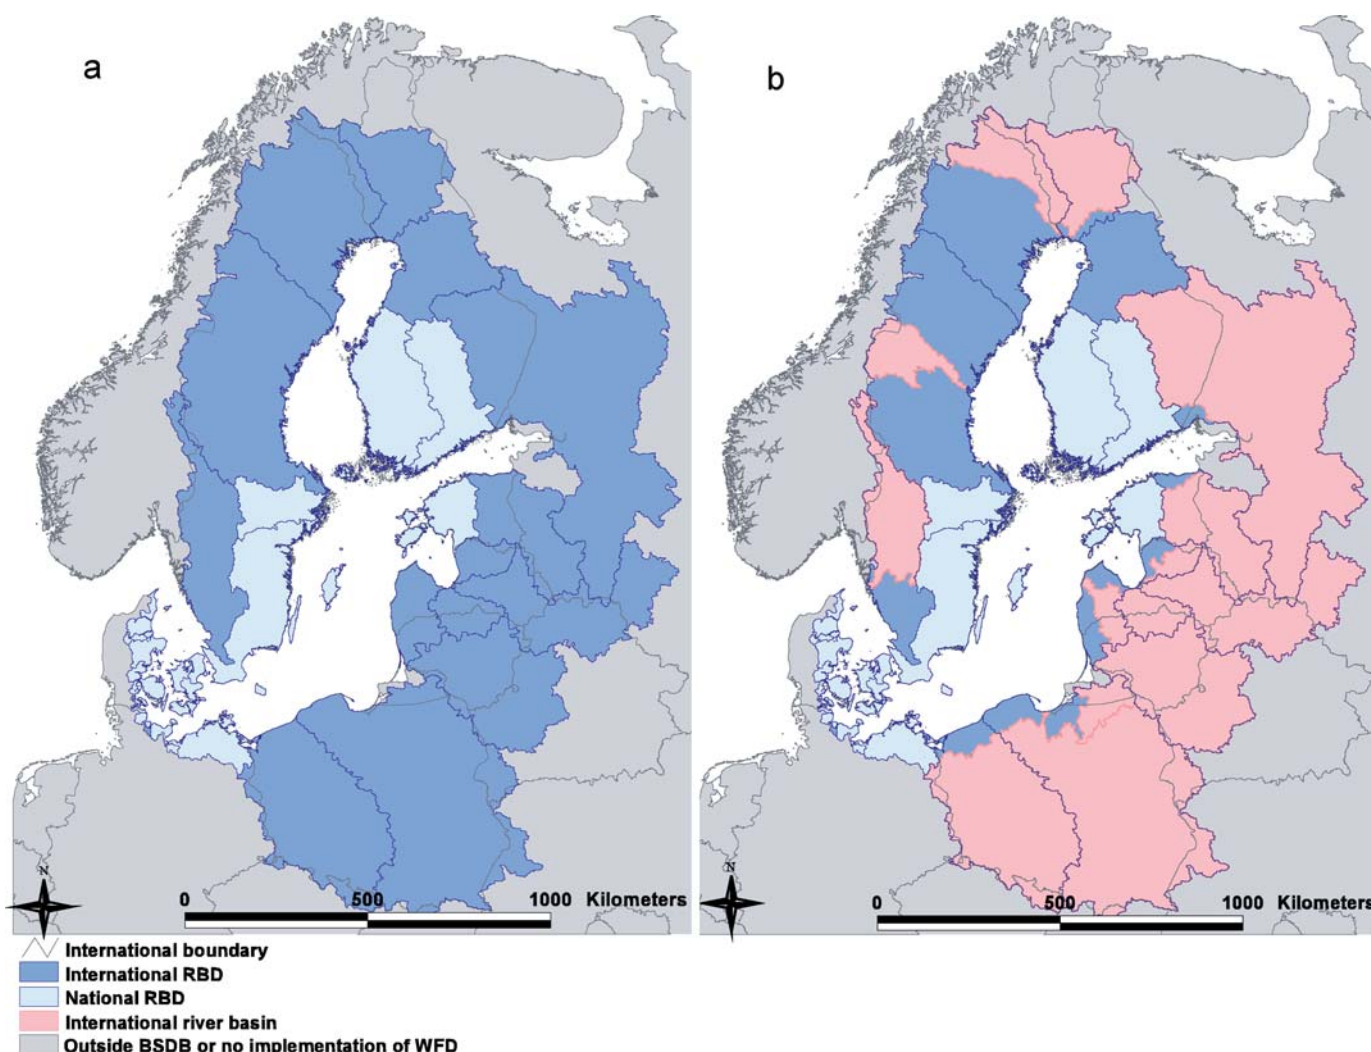 a
b
N
0 500 1000 Kilometers
N
0 500 1000 Kilometers
International boundary
International RBD
National RBD
International river basin
Outside BSDB or no implementation of WFD